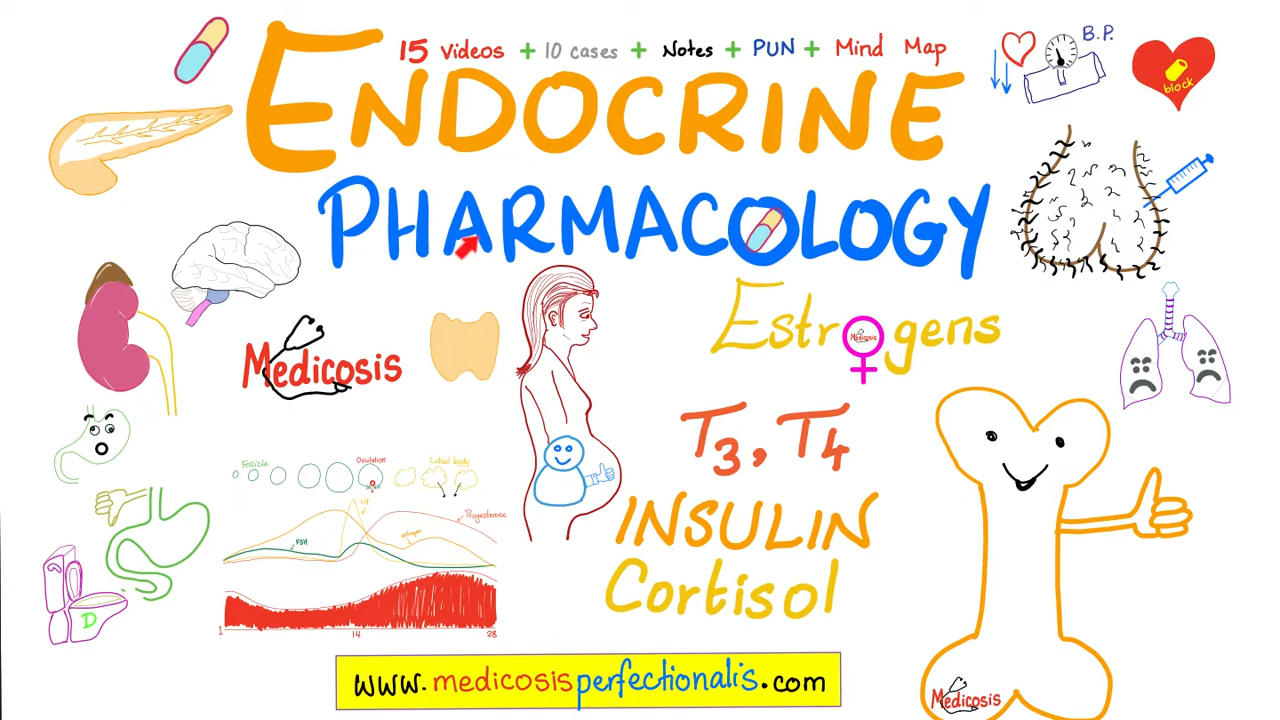 15 videos + 10 cases + Notes + PUN + Mind Map
B.P.
block
ENDOCRINE
PHARMACOLOGY
Estrogens
Medicosis
Medicosis
T3, T4
INSULIN
Cortisol
Follicle
Ovulation
Luteal body
LH
Progesterone
estrogen
FSH
1
14
28
D
www.medicosisperfectionalis.com
Medicosis